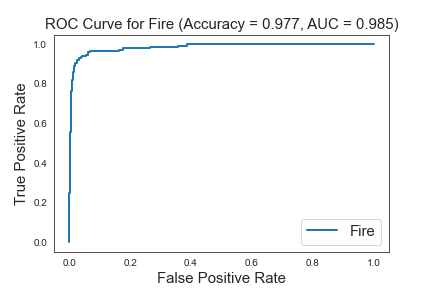 ROC Curve for Fire (Accuracy = 0.977, AUC = 0.985)
1.0
0.8
0.6
0.4
0.2
0.0
True Positive Rate
Fire
0.0 0.2 0.4 0.6 0.8 1.0
False Positive Rate